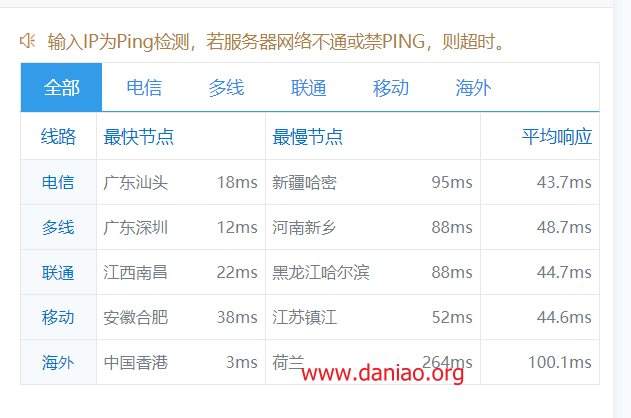 输入IP为Ping检测，若服务器网络不通或禁PING，则超时。
全部 电信 多线 联通 移动 海外
线路 最快节点 最慢节点 平均响应
电信 广东汕头 18ms 新疆哈密 95ms 43.7ms
多线 广东深圳 12ms 河南新乡 88ms 48.7ms
联通 江西南昌 22ms 黑龙江哈尔滨 88ms 44.7ms
移动 安徽合肥 38ms 江苏镇江 52ms 44.6ms
海外 中国香港 3ms 荷兰 264ms 100.1ms
www.daniao.org